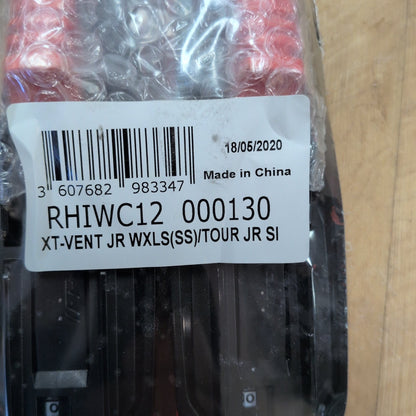 18/05/2020
Made in China
3 607682 983347
RHIWC12 000130
XT-VENT JR WXLS(SS)/TOUR JR SI